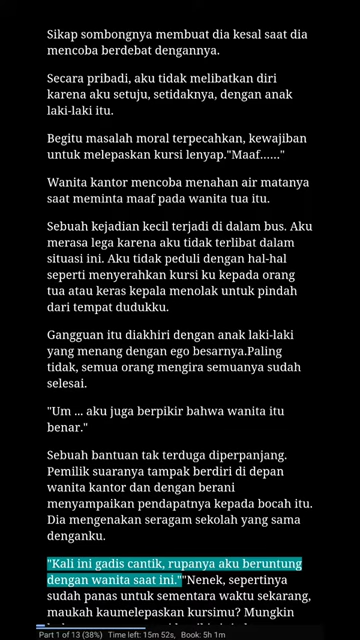 Sikap sombongnya membuat dia kesal saat dia
mencoba berdebat dengannya.
Secara pribadi, aku tidak melibatkan diri
karena aku setuju, setidaknya, dengan anak
laki-laki itu.
Begitu masalah moral terpecahkan, kewajiban
untuk melepaskan kursi lenyap."Maaf......"
Wanita kantor mencoba menahan air matanya
saat meminta maaf pada wanita tua itu.
Sebuah kejadian kecil terjadi di dalam bus. Aku
merasa lega karena aku tidak terlibat dalam
situasi ini. Aku tidak peduli dengan hal-hal
seperti menyerahkan kursi ku kepada orang
tua atau keras kepala menolak untuk pindah
dari tempat dudukku.
Gangguan itu diakhiri dengan anak laki-laki
yang menang dengan ego besarnya.Paling
tidak, semua orang mengira semuanya sudah
selesai.
"Um ... aku juga berpikir bahwa wanita itu
benar."
Sebuah bantuan tak terduga diperpanjang.
Pemilik suaranya tampak berdiri di depan
wanita kantor dan dengan berani
menyampaikan pendapatnya kepada bocah itu.
Dia mengenakan seragam sekolah yang sama
denganku.
"Kali ini gadis cantik, rupanya aku beruntung
dengan wanita saat ini.""Nenek, sepertinya
sudah panas untuk sementara waktu sekarang,
maukah kaumelepaskan kursimu? Mungkin
Part 1 of 13 (38%) Time left: 15m 52s, Book: 5h 1m